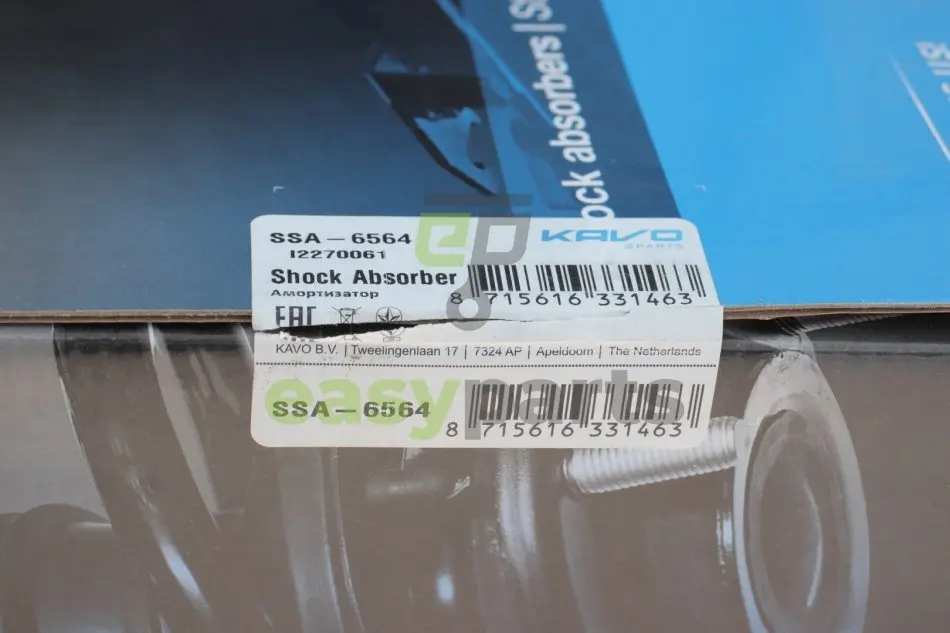 ock absorbers | S
SSA – 6564
I2270061
KAVO
PARTS
Shock Absorber
Амортизатор
8 715616 331463
EAC
KAVO B.V. | Tweelingenlaan 17 | 7324 AP | Apeldoorn | The Netherlands
easyparts
SSA – 6564
8 715616 331463